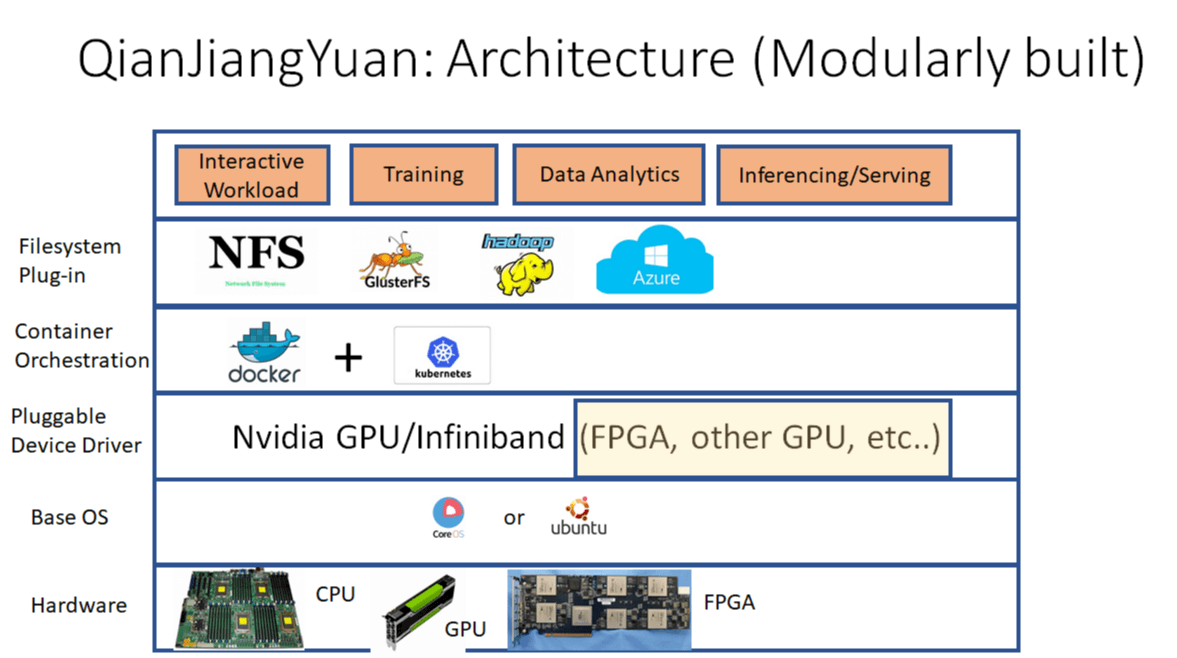 QianJiangYuan: Architecture (Modularly built)
Interactive
Workload
Training
Data Analytics
Inferencing/Serving
Filesystem
Plug-in
NFS
Network File System
GlusterFS
hadoop
Azure
Container
Orchestration
docker
+
kubernetes
Pluggable
Device Driver
Nvidia GPU/Infiniband (FPGA, other GPU, etc..)
Base OS
CoreOS
or
ubuntu
Hardware
CPU
GPU
FPGA